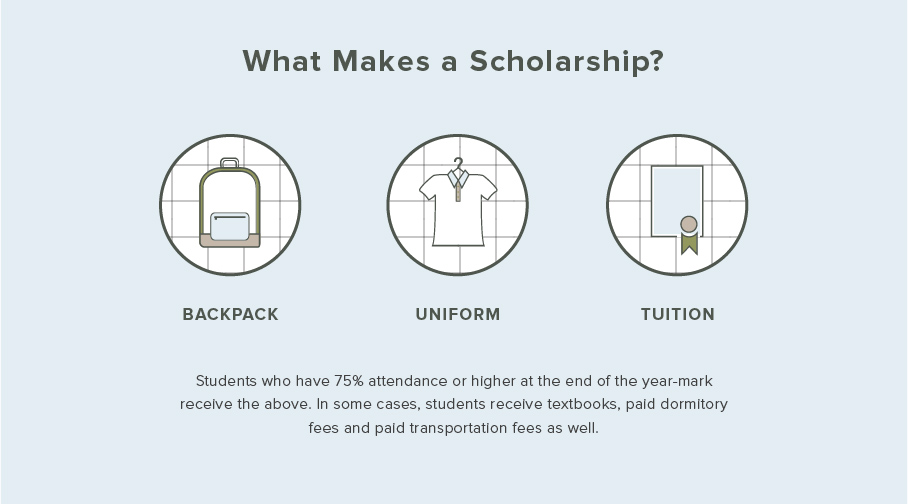 What Makes a Scholarship?
BACKPACK
UNIFORM
TUITION
Students who have 75% attendance or higher at the end of the year-mark
receive the above. In some cases, students receive textbooks, paid dormitory
fees and paid transportation fees as well.